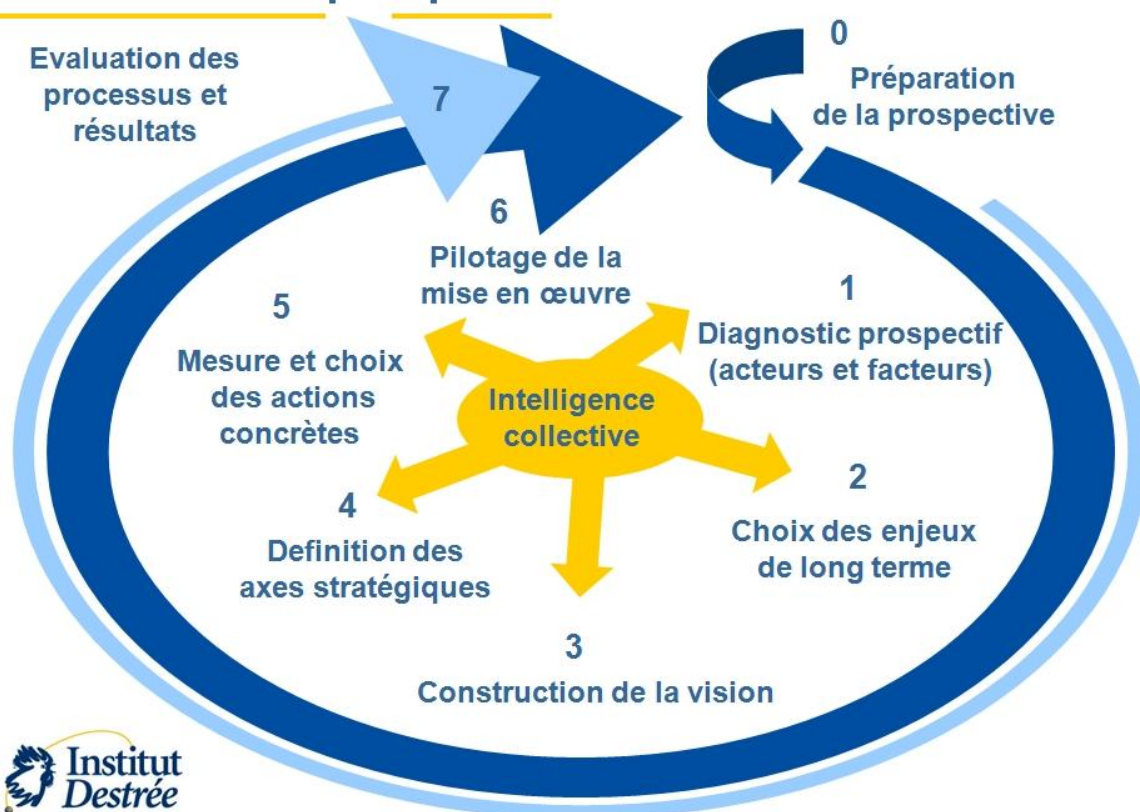 0
Préparation
de la prospective
1
Diagnostic prospectif
(acteurs et facteurs)
2
Choix des enjeux
de long terme
3
Construction de la vision
4
Definition des
axes stratégiques
5
Mesure et choix
des actions
concrètes
6
Pilotage de la
mise en œuvre
7
Evaluation des
processus et
résultats
Intelligence
collective
Institut
Destrée